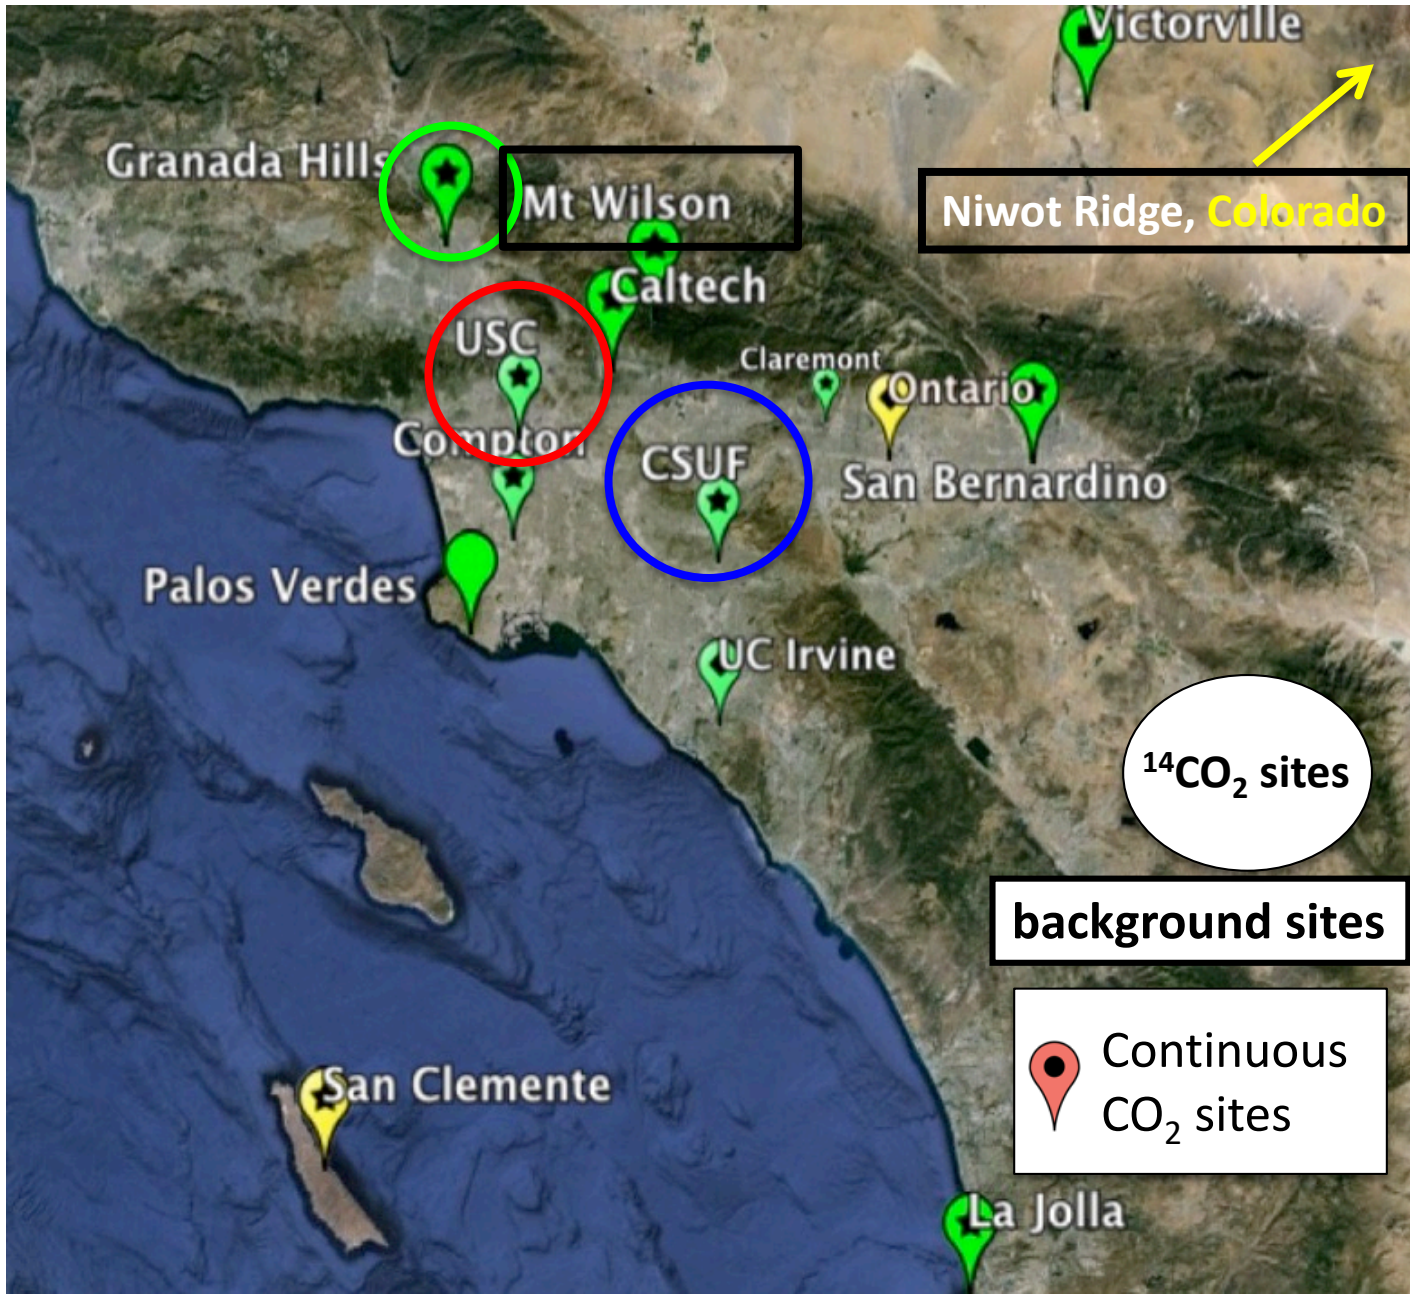 Victorville
Granada Hills
Mt Wilson
Niwot Ridge, Colorado
Caltech
USC
Claremont
Ontario
Compton
CSUF
San Bernardino
Palos Verdes
UC Irvine
¹⁴CO₂ sites
background sites
Continuous
CO₂ sites
San Clemente
La Jolla